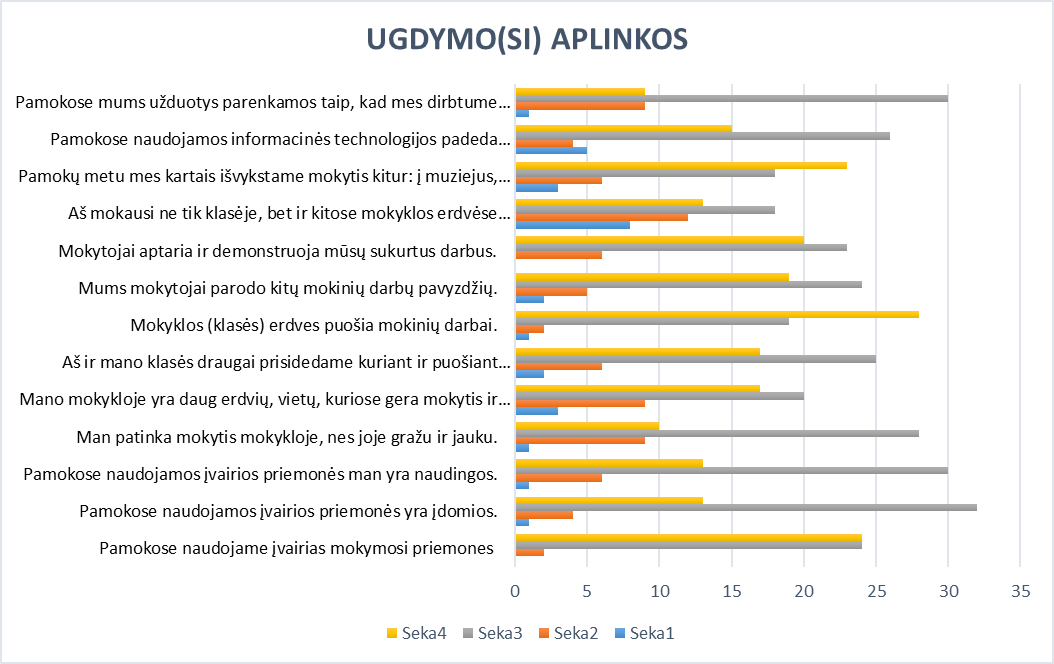 UGDYMO(SI) APLINKOS
Pamokose mums užduotys parenkamos taip, kad mes dirbtume...
Pamokose naudojamos informacinės technologijos padeda...
Pamokų metu mes kartais išvykstame mokytis kitur: į muziejus,...
Aš mokausi ne tik klasėje, bet ir kitose mokyklos erdvėse...
Mokytojai aptaria ir demonstruoja mūsų sukurtus darbus.
Mums mokytojai parodo kitų mokinių darbų pavyzdžių.
Mokyklos (klasės) erdves puošia mokinių darbai.
Aš ir mano klasės draugai prisidedame kuriant ir puošiant...
Mano mokykloje yra daug erdvių, vietų, kuriose gera mokytis ir...
Man patinka mokytis mokykloje, nes joje gražu ir jauku.
Pamokose naudojamos įvairios priemonės man yra naudingos.
Pamokose naudojamos įvairios priemonės yra įdomios.
Pamokose naudojame įvairias mokymosi priemones
0 5 10 15 20 25 30 35
Seka4 Seka3 Seka2 Seka1